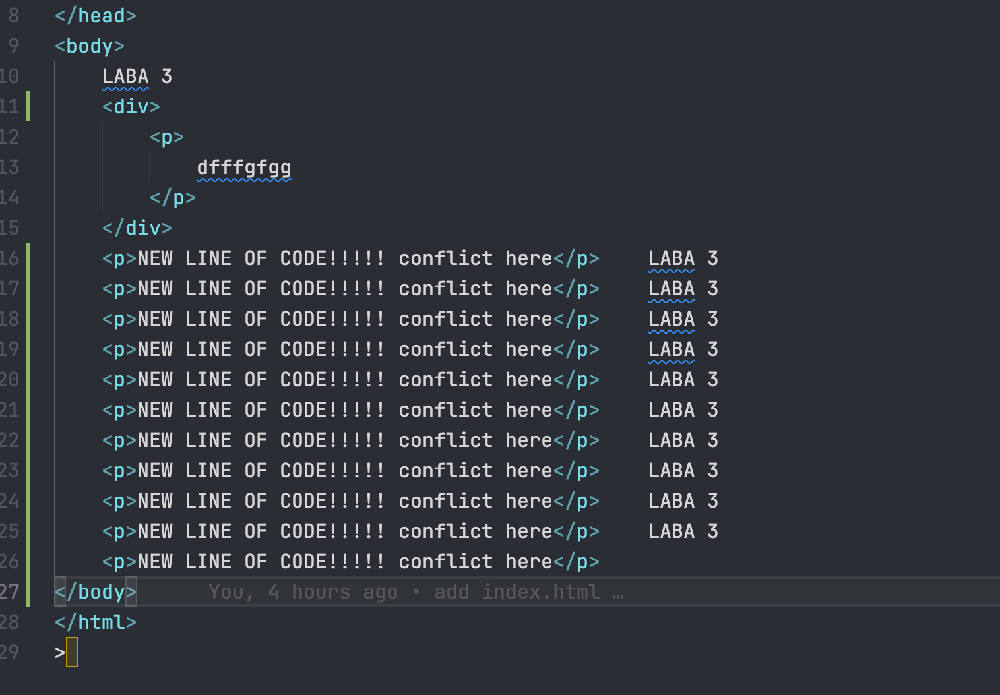 8 </head>
9 <body>
10     LABA 3
11     <div>
12         <p>
13             dfffgfgg
14         </p>
15     </div>
16     <p>NEW LINE OF CODE!!!!! conflict here</p>    LABA 3
17     <p>NEW LINE OF CODE!!!!! conflict here</p>    LABA 3
18     <p>NEW LINE OF CODE!!!!! conflict here</p>    LABA 3
19     <p>NEW LINE OF CODE!!!!! conflict here</p>    LABA 3
20     <p>NEW LINE OF CODE!!!!! conflict here</p>    LABA 3
21     <p>NEW LINE OF CODE!!!!! conflict here</p>    LABA 3
22     <p>NEW LINE OF CODE!!!!! conflict here</p>    LABA 3
23     <p>NEW LINE OF CODE!!!!! conflict here</p>    LABA 3
24     <p>NEW LINE OF CODE!!!!! conflict here</p>    LABA 3
25     <p>NEW LINE OF CODE!!!!! conflict here</p>    LABA 3
26     <p>NEW LINE OF CODE!!!!! conflict here</p>
27 </body>      You, 4 hours ago • add index.html …
28 </html>
29 >